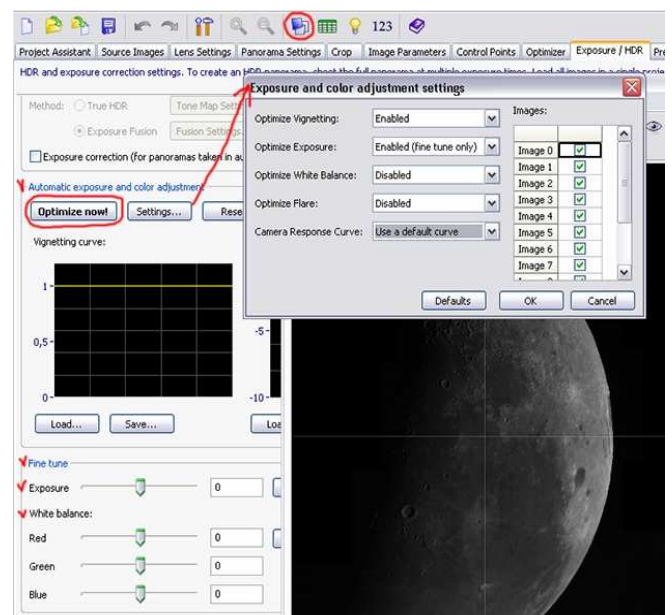 123
Project Assistant Source Images Lens Settings Panorama Settings Crop Image Parameters Control Points Optimizer Exposure / HDR Pre
HDR and exposure correction settings. To create an HDR panorama, shoot the full panorama at multiple exposure times. Load all images in a single proje
Exposure and color adjustment settings
Method: True HDR Tone Map Sett
Exposure Fusion Fusion Settings
Exposure correction (for panoramas taken in au
Automatic exposure and color adjustment
Optimize now! Settings... Rese
Vignetting curve:
1
0,5
0
-5
-10
Load... Save... Loa
Fine tune
Exposure 0
White balance:
Red 0
Green 0
Blue 0
Optimize Vignetting: Enabled
Optimize Exposure: Enabled (fine tune only)
Optimize White Balance: Disabled
Optimize Flare: Disabled
Camera Response Curve: Use a default curve
Images:
Image 0
Image 1
Image 2
Image 3
Image 4
Image 5
Image 6
Image 7
Defaults OK Cancel